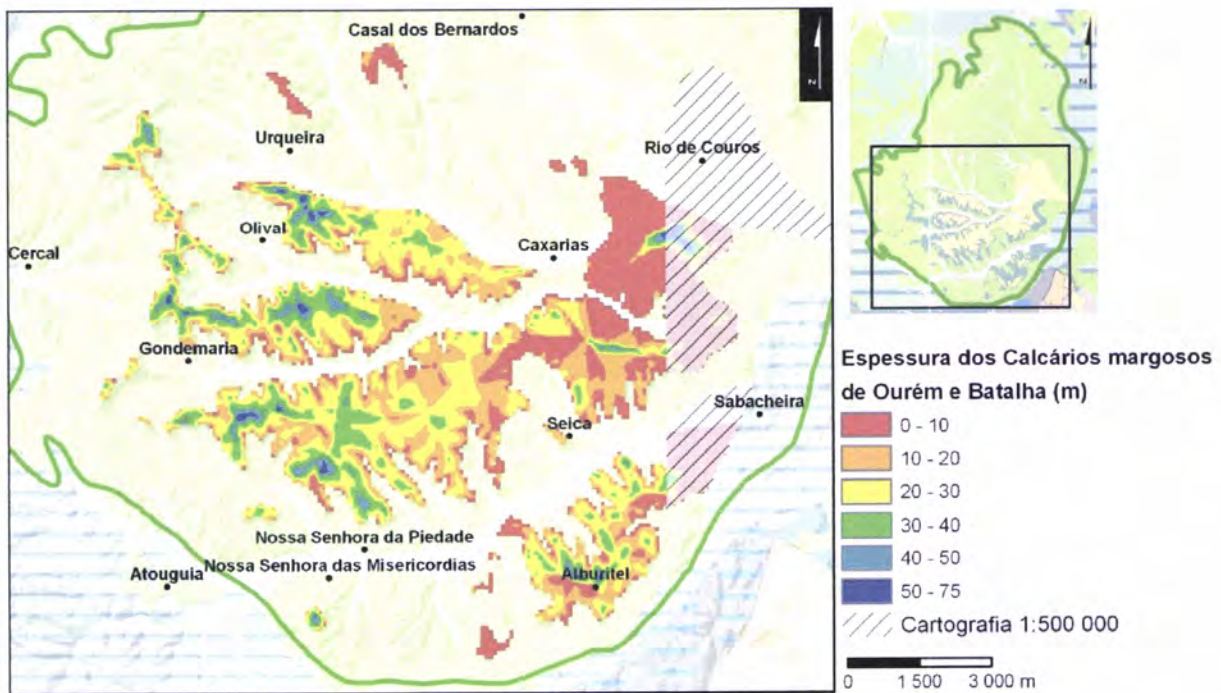 Casal dos Bernardos
Urqueira
Rio de Couros
Olival
Cercal
Caxarias
Gondemaria
Sabacheira
Seica
Nossa Senhora da Piedade
Nossa Senhora das Misericordias
Atouguia
Alburitel
N
N
Espessura dos Calcários margosos
de Ourém e Batalha (m)
0 - 10
10 - 20
20 - 30
30 - 40
40 - 50
50 - 75
Cartografia 1:500 000
0 1 500 3 000 m